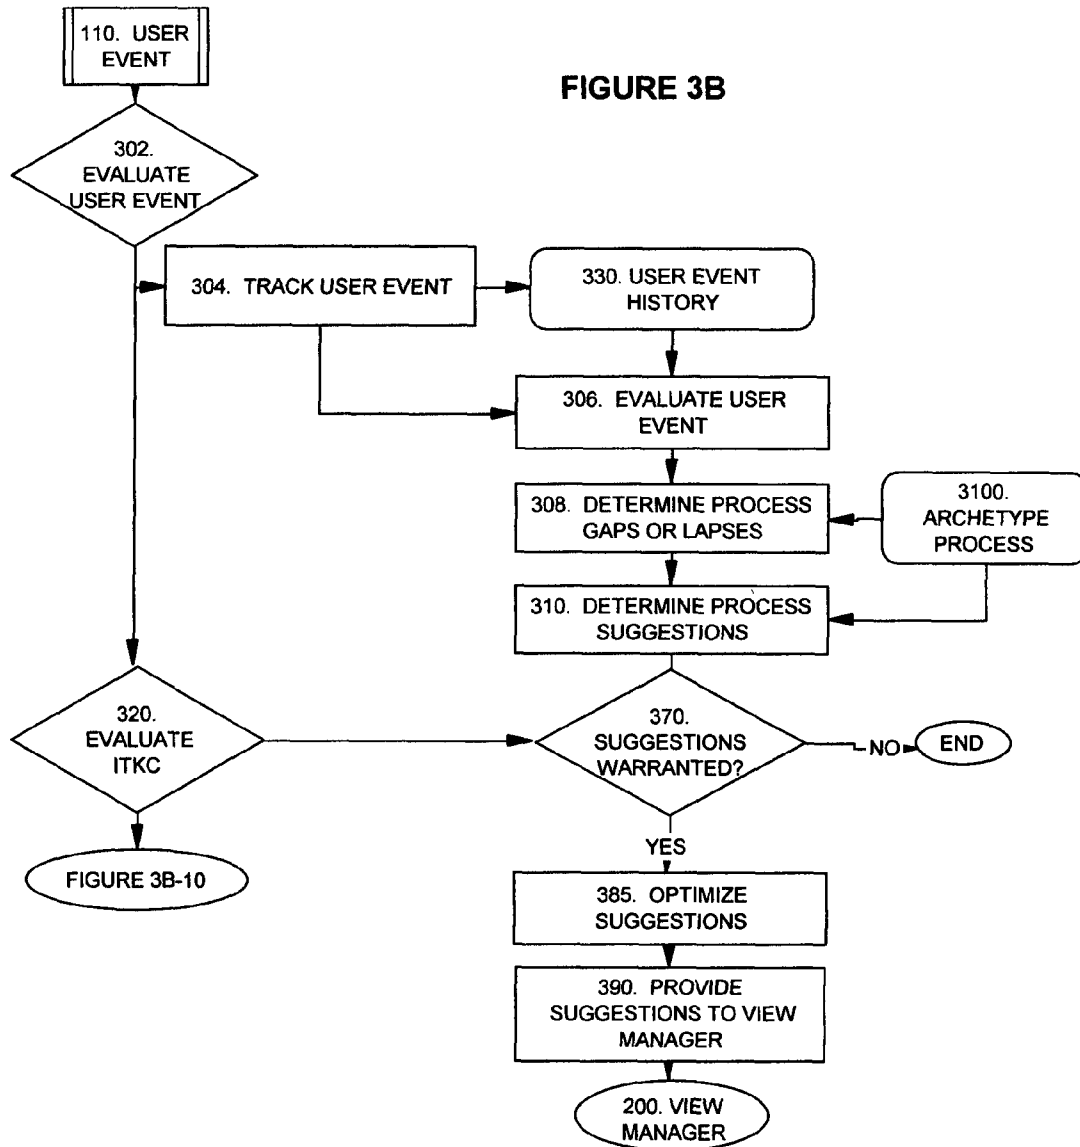 110. USER
EVENT
FIGURE 3B
302.
EVALUATE
USER EVENT
304. TRACK USER EVENT
330. USER EVENT
HISTORY
306. EVALUATE USER
EVENT
308. DETERMINE PROCESS
GAPS OR LAPSES
3100.
ARCHETYPE
PROCESS
310. DETERMINE PROCESS
SUGGESTIONS
320.
EVALUATE
ITKC
370.
SUGGESTIONS
WARRANTED?
NO
END
YES
FIGURE 3B-10
385. OPTIMIZE
SUGGESTIONS
390. PROVIDE
SUGGESTIONS TO VIEW
MANAGER
200. VIEW
MANAGER